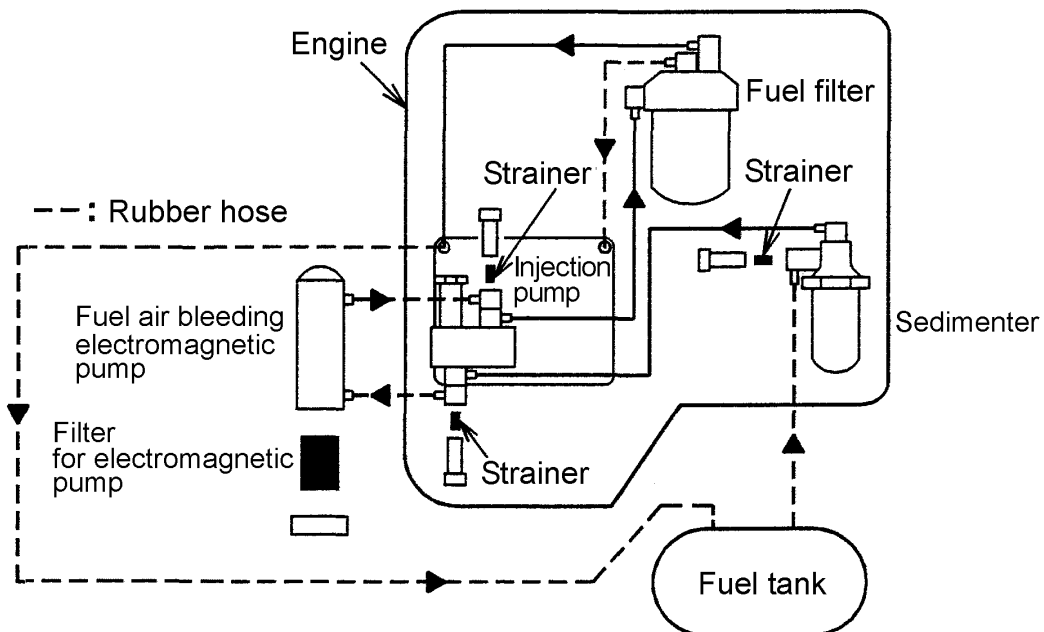 Engine
Fuel filter
Strainer
Strainer
– – – : Rubber hose
Injection
pump
Fuel air bleeding
electromagnetic
pump
Sedimenter
Filter
for electromagnetic
pump
Strainer
Fuel tank